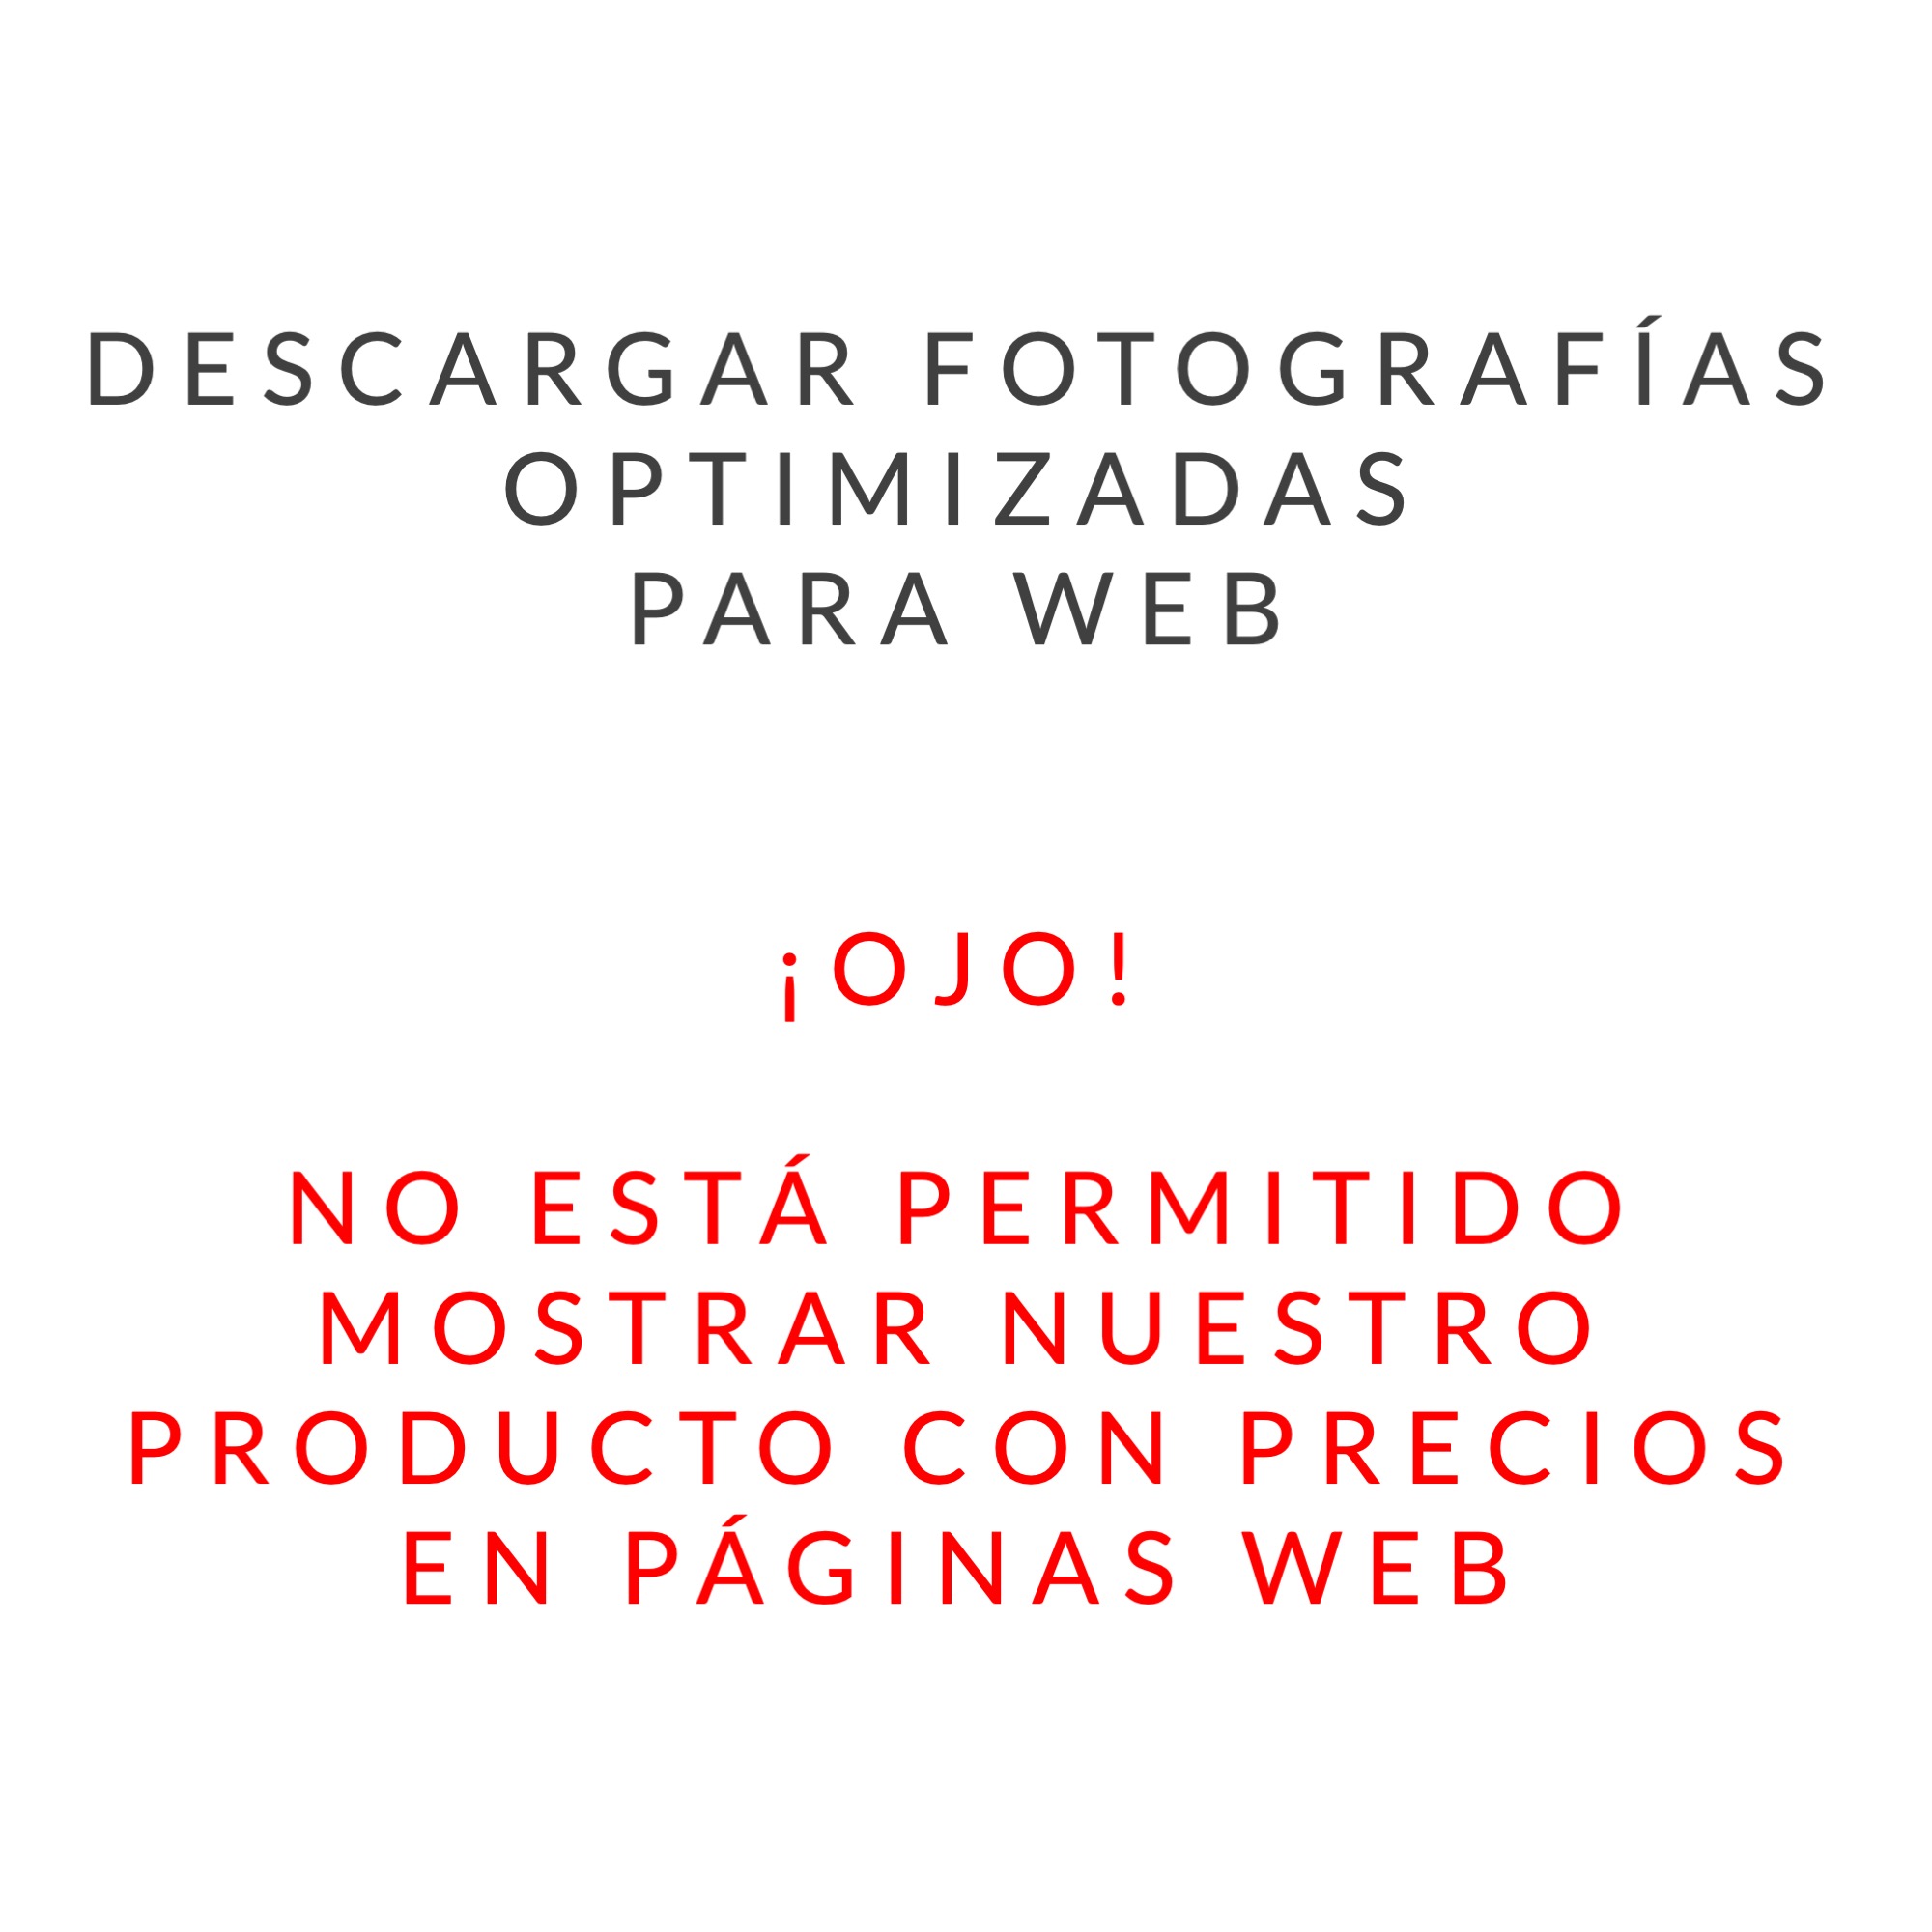 DESCARGAR FOTOGRAFÍAS
OPTIMIZADAS
PARA WEB
¡OJO!
NO ESTÁ PERMITIDO
MOSTRAR NUESTRO
PRODUCTO CON PRECIOS
EN PÁGINAS WEB